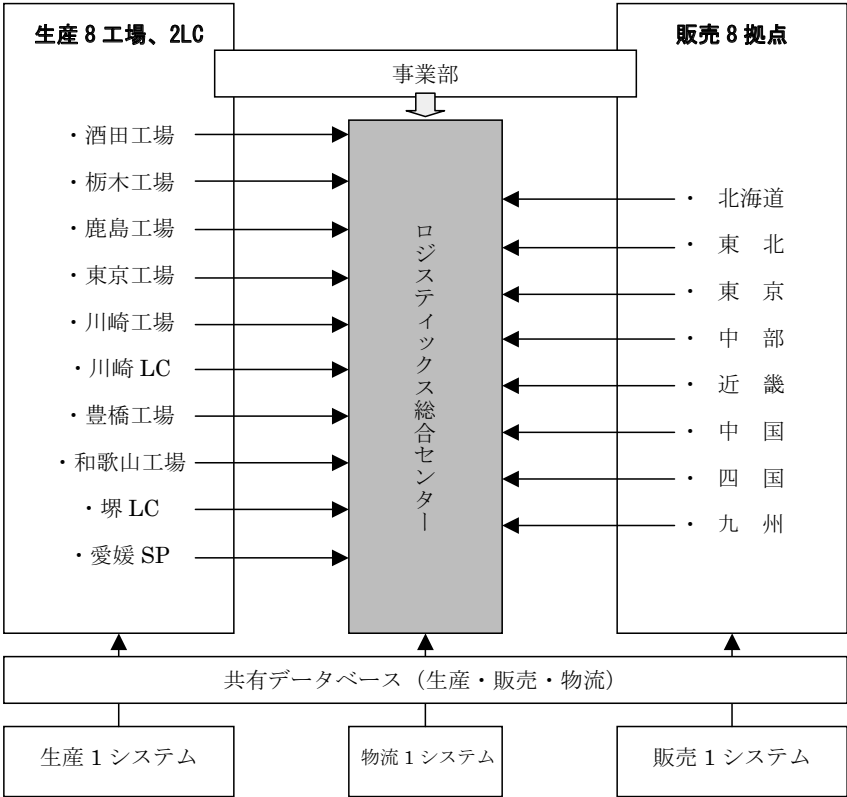 生産 8 工場、2LC
販売 8 拠点
事業部
・酒田工場
・栃木工場
・鹿島工場
・東京工場
・川崎工場
・川崎 LC
・豊橋工場
・和歌山工場
・堺 LC
・愛媛 SP
ロジスティックス総合センター
・ 北海道
・ 東 北
・ 東 京
・ 中 部
・ 近 畿
・ 中 国
・ 四 国
・ 九 州
共有データベース（生産・販売・物流）
生産 1 システム
物流 1 システム
販売 1 システム